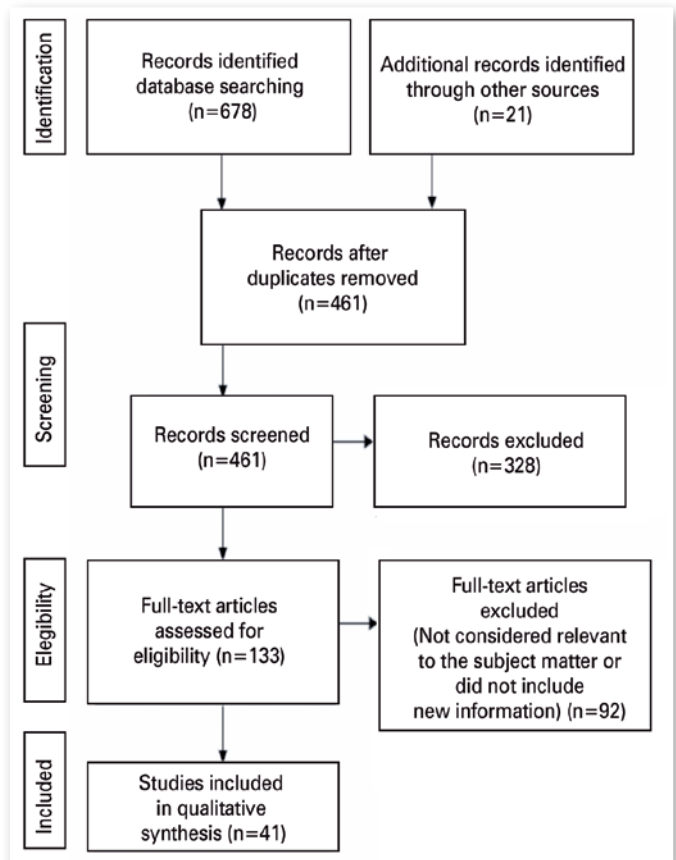 Identification
Records identified
database searching
(n=678)
Additional records identified
through other sources
(n=21)
Records after
duplicates removed
(n=461)
Screening
Records screened
(n=461)
Records excluded
(n=328)
Elegibility
Full-text articles
assessed for
eligibility (n=133)
Full-text articles
excluded
(Not considered relevant
to the subject matter or
did not include
new information) (n=92)
Included
Studies included
in qualitative
synthesis (n=41)